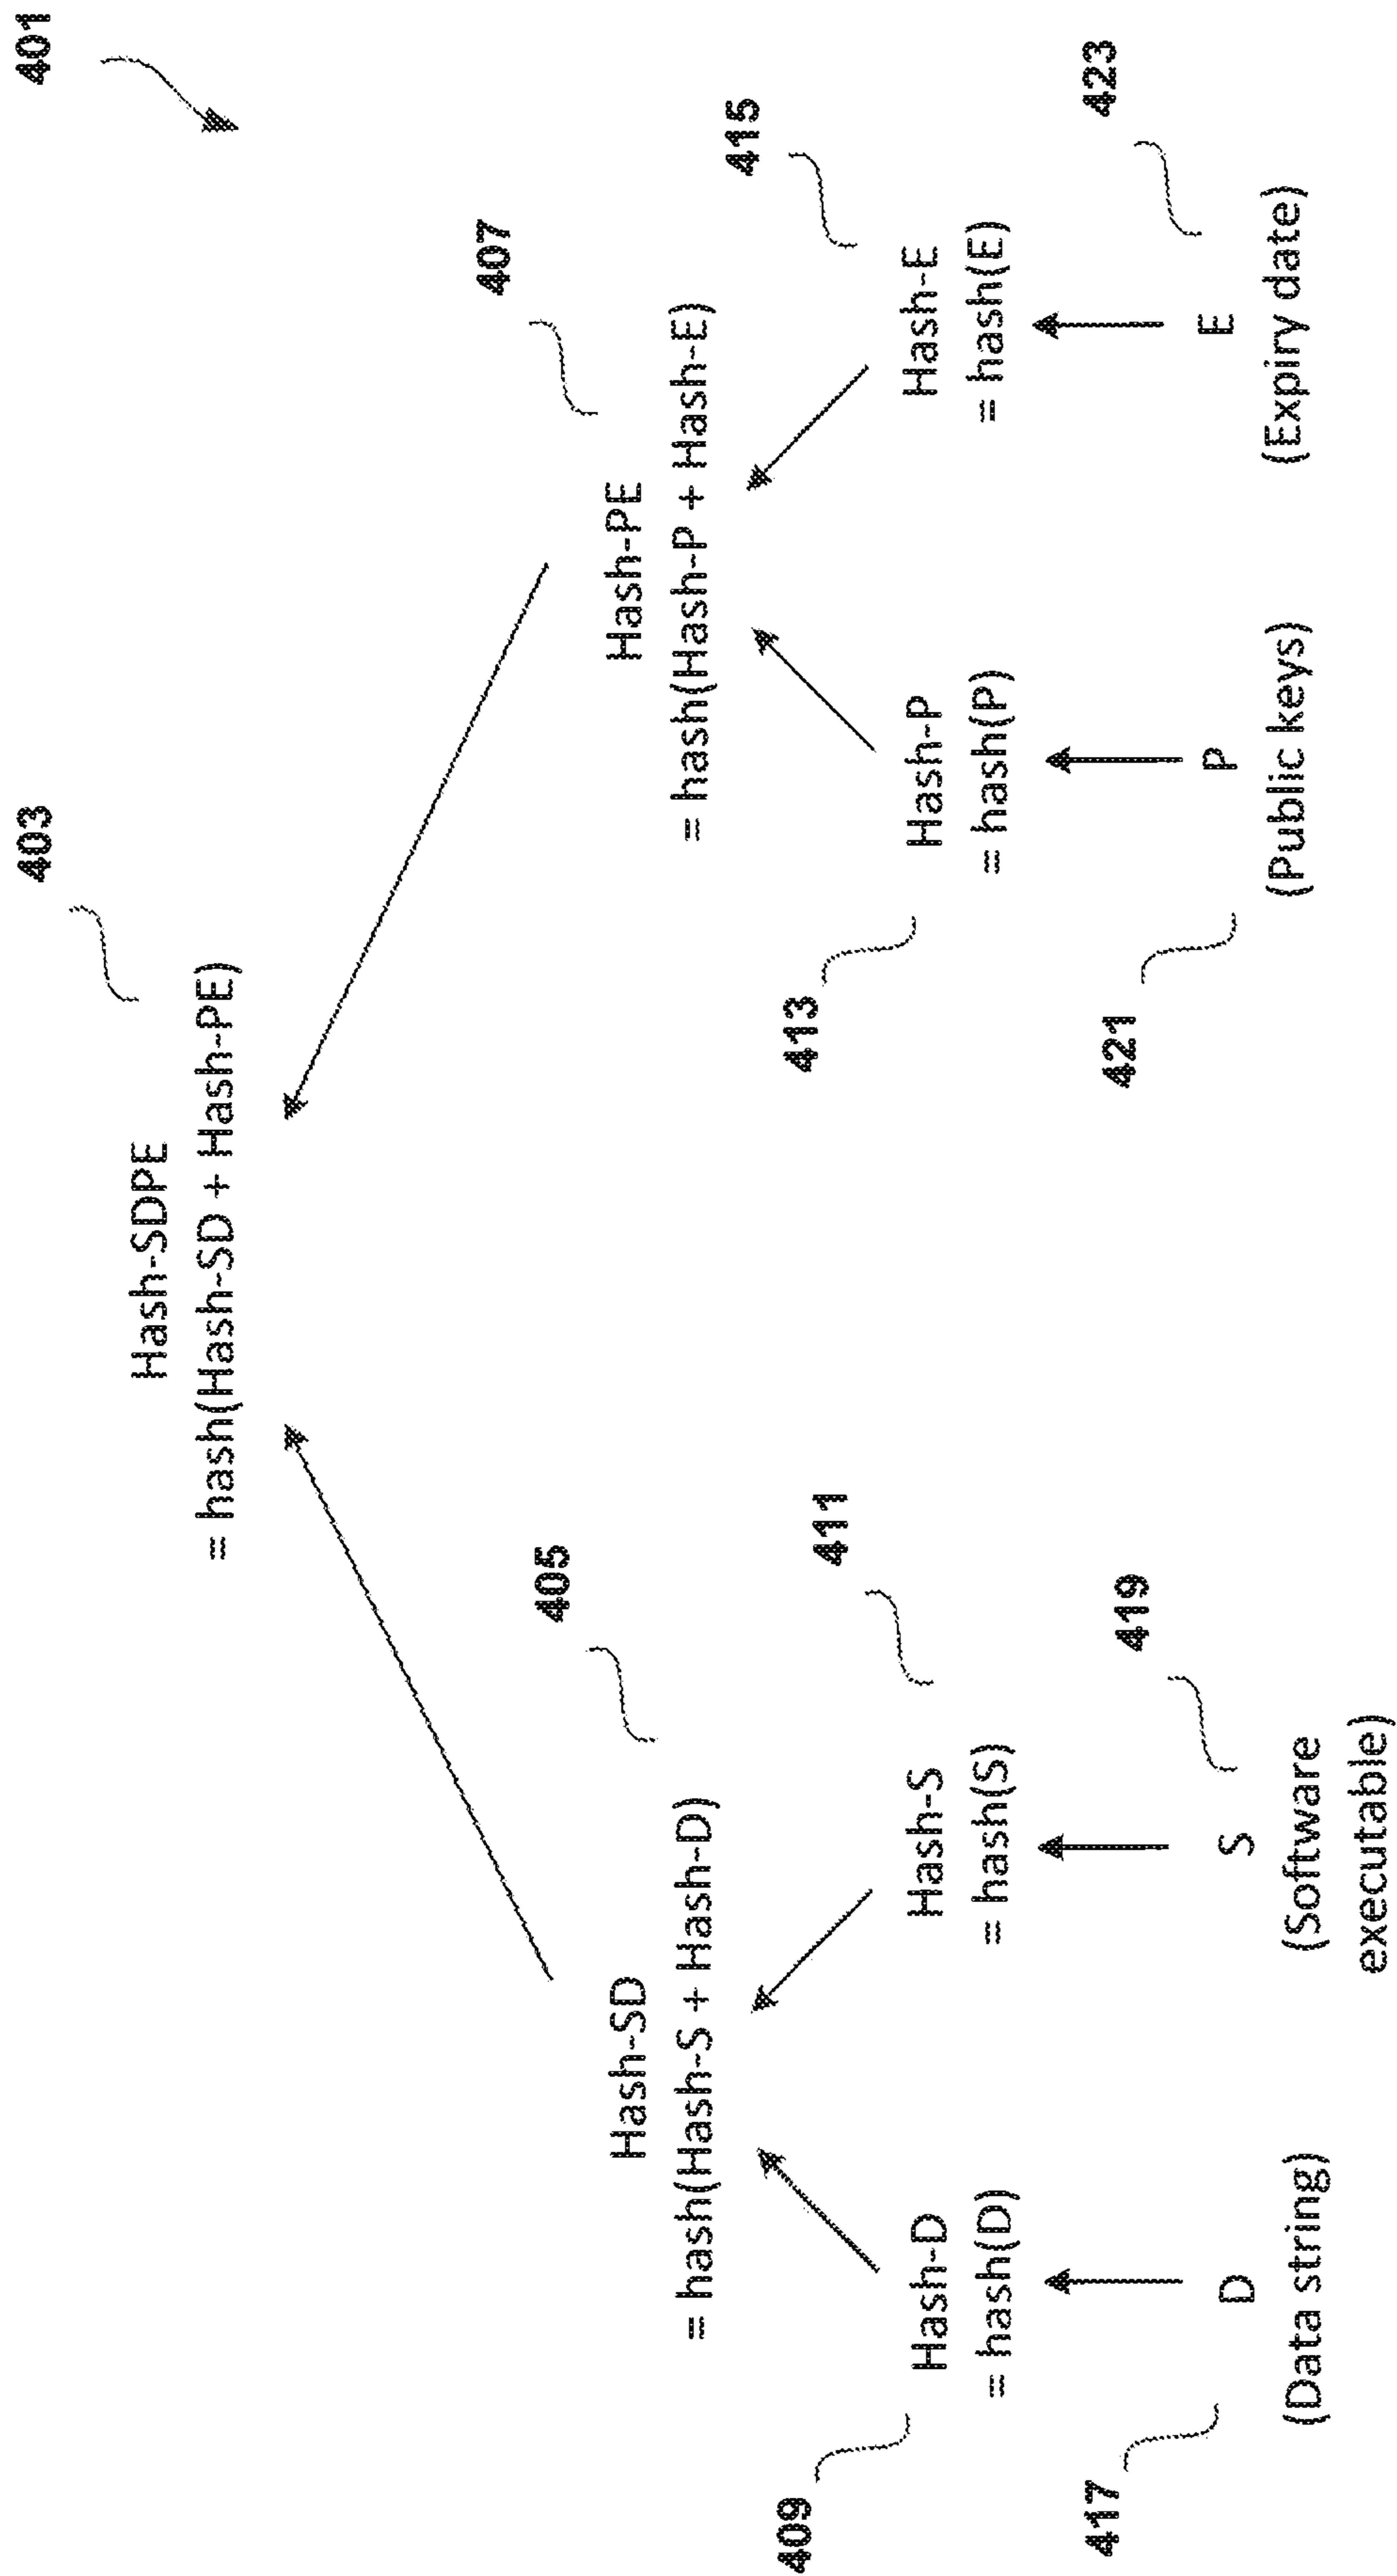 401
403
Hash-SDPE
= hash(Hash-SD + Hash-PE)
405
407
Hash-SD
= hash(Hash-S + Hash-D)
Hash-PE
= hash(Hash-P + Hash-E)
409
411
413
415
Hash-D
= hash(D)
Hash-S
= hash(S)
Hash-P
= hash(P)
Hash-E
= hash(E)
417
419
421
423
D
(Data string)
S
(Software
executable)
P
(Public keys)
E
(Expiry date)